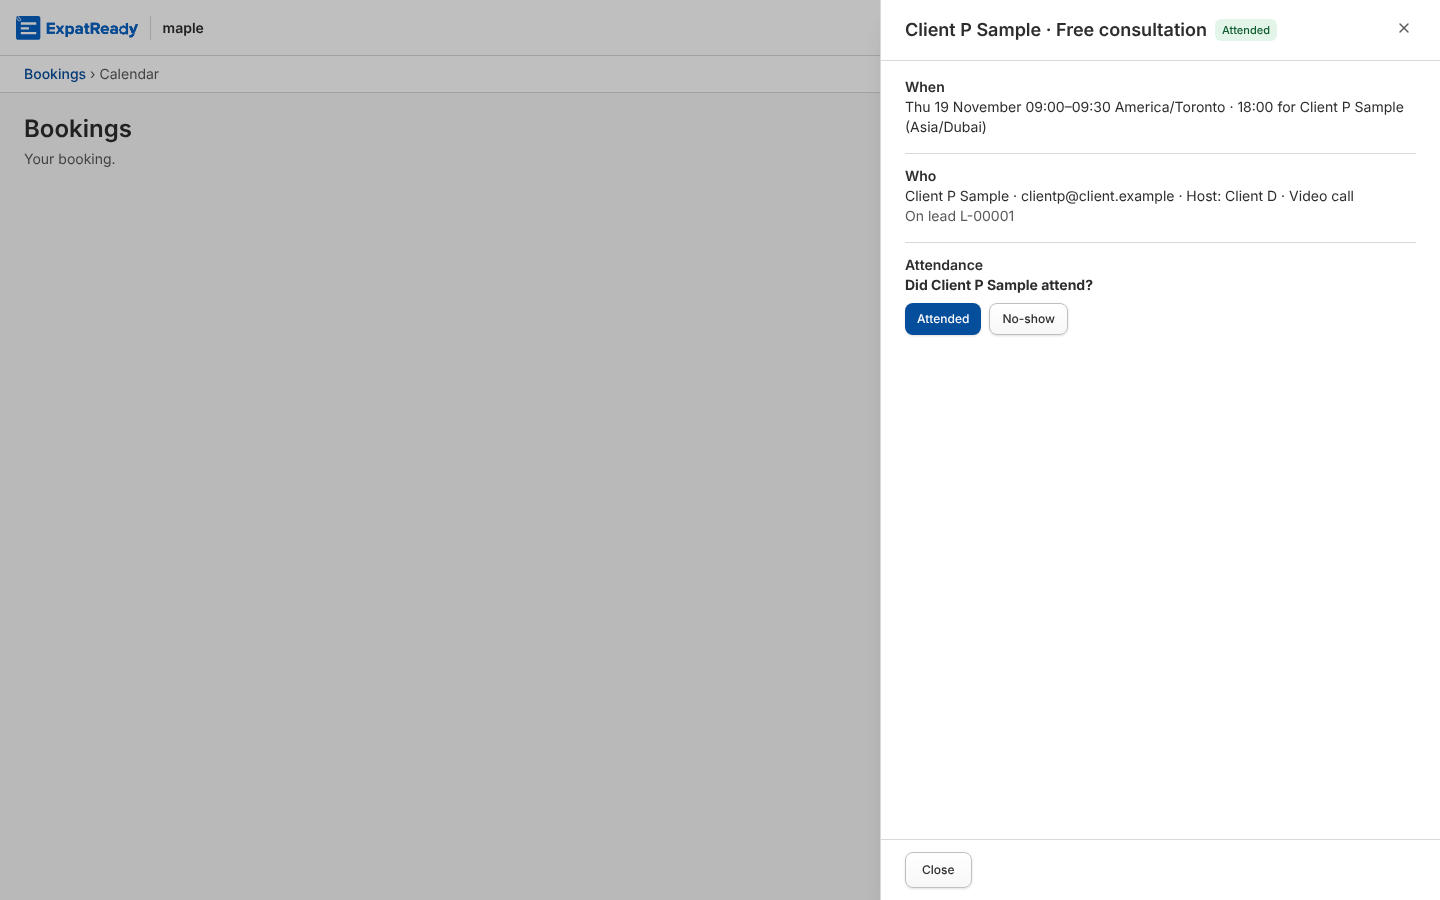 ExpatReady
maple
Bookings › Calendar
Bookings
Your booking.
Client P Sample · Free consultation
Attended
×
When
Thu 19 November 09:00–09:30 America/Toronto · 18:00 for Client P Sample
(Asia/Dubai)
Who
Client P Sample · clientp@client.example · Host: Client D · Video call
On lead L-00001
Attendance
Did Client P Sample attend?
Attended
No-show
Close